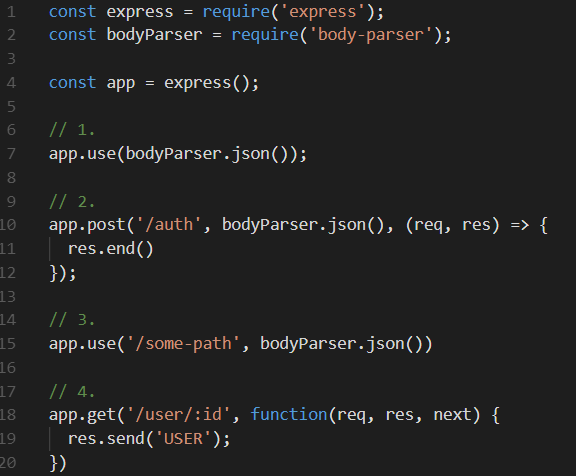 1 const express = require('express');
2 const bodyParser = require('body-parser');
3
4 const app = express();
5
6 // 1.
7 app.use(bodyParser.json());
8
9 // 2.
10 app.post('/auth', bodyParser.json(), (req, res) => {
11   res.end()
12 });
13
14 // 3.
15 app.use('/some-path', bodyParser.json())
16
17 // 4.
18 app.get('/user/:id', function(req, res, next) {
19   res.send('USER');
20 })